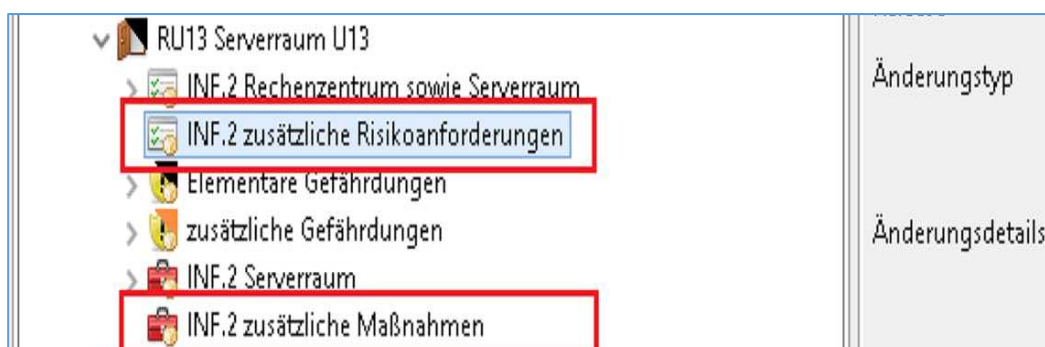 RU13 Serverraum U13
INF.2 Rechenzentrum sowie Serverraum
Änderungstyp
INF.2 zusätzliche Risikoanforderungen
Elementare Gefährdungen
zusätzliche Gefährdungen
Änderungsdetails
INF.2 Serverraum
INF.2 zusätzliche Maßnahmen